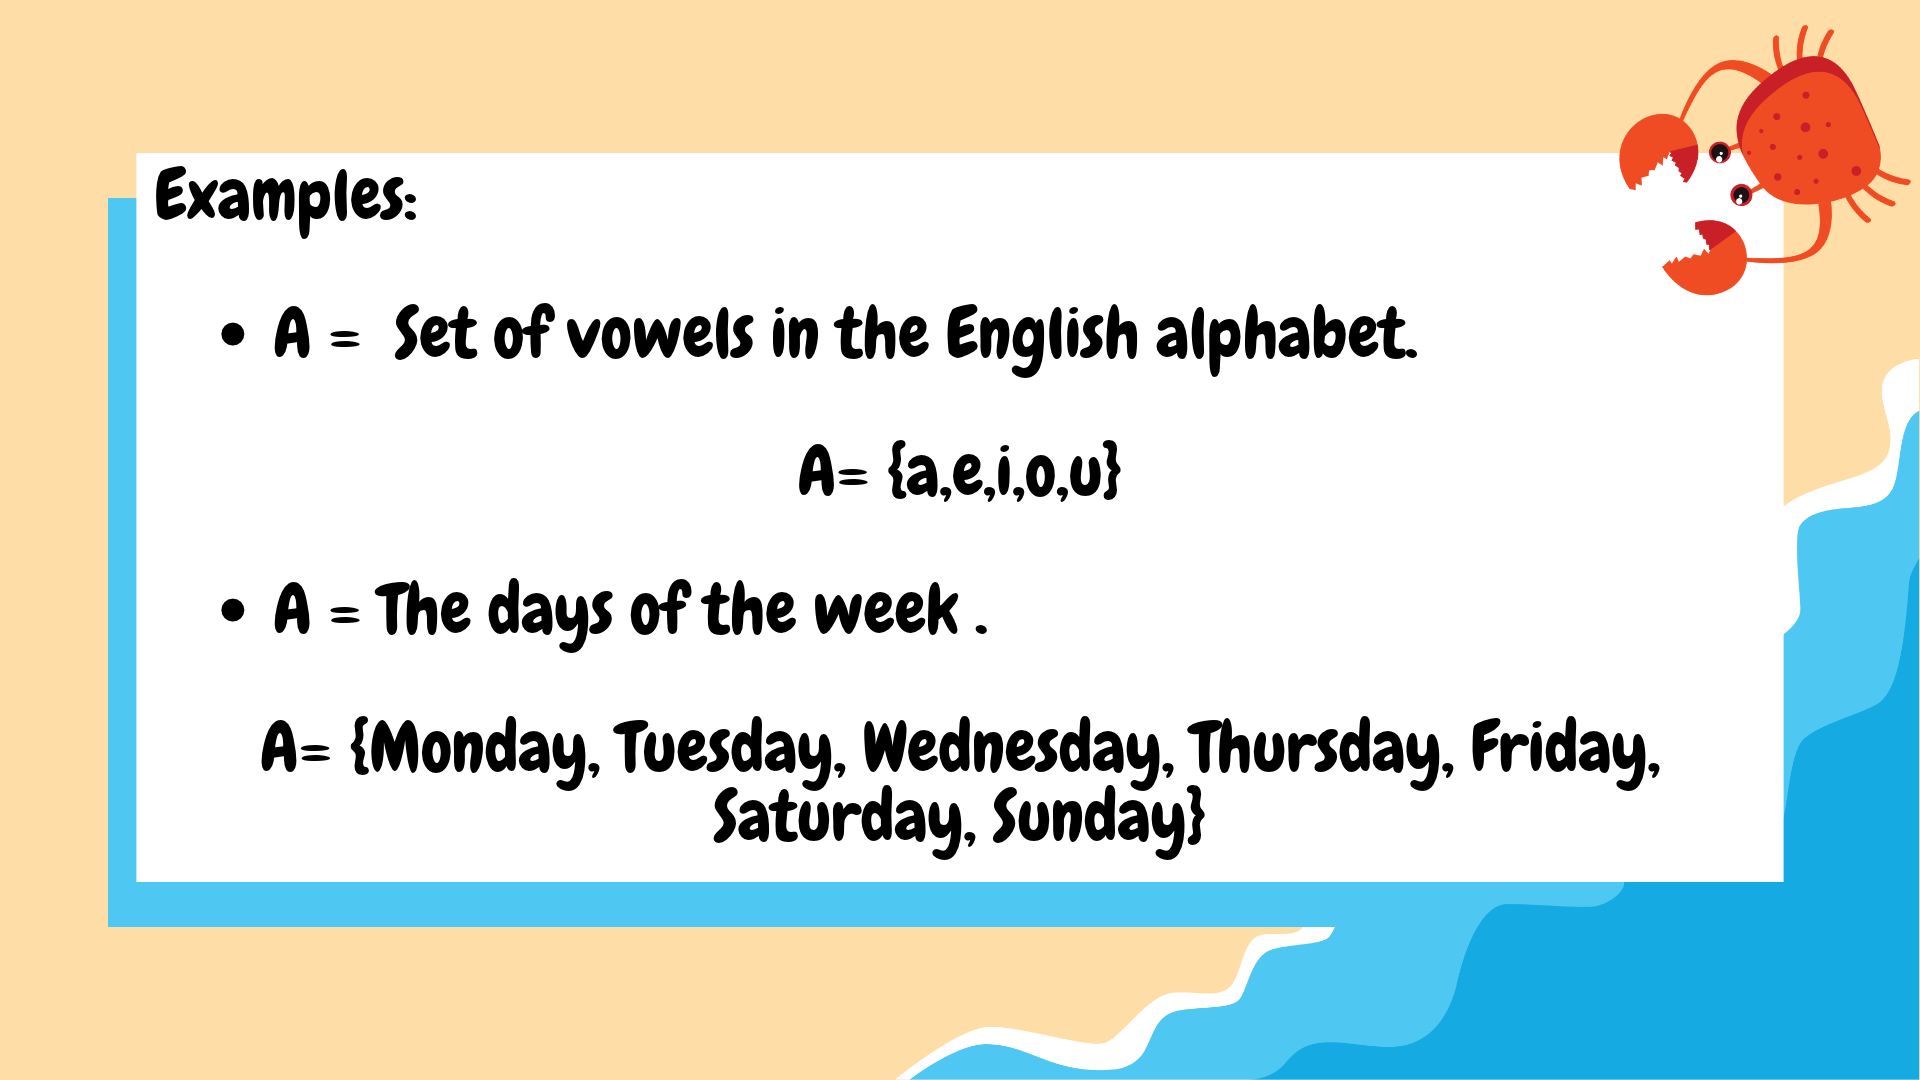 Examples:
• A = Set of vowels in the English alphabet.
A= {a,e,i,o,u}
• A = The days of the week .
A= {Monday, Tuesday, Wednesday, Thursday, Friday,
Saturday, Sunday}